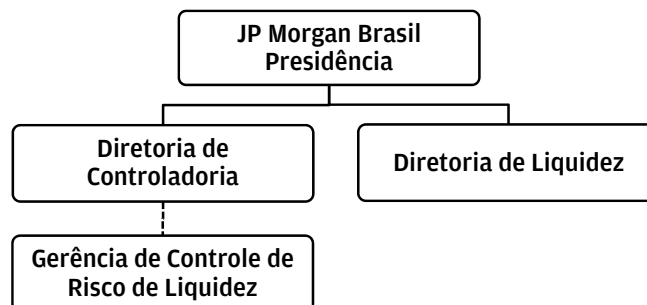 JP Morgan Brasil
Presidência
Diretoria de
Controladoria
Diretoria de Liquidez
Gerência de Controle de
Risco de Liquidez